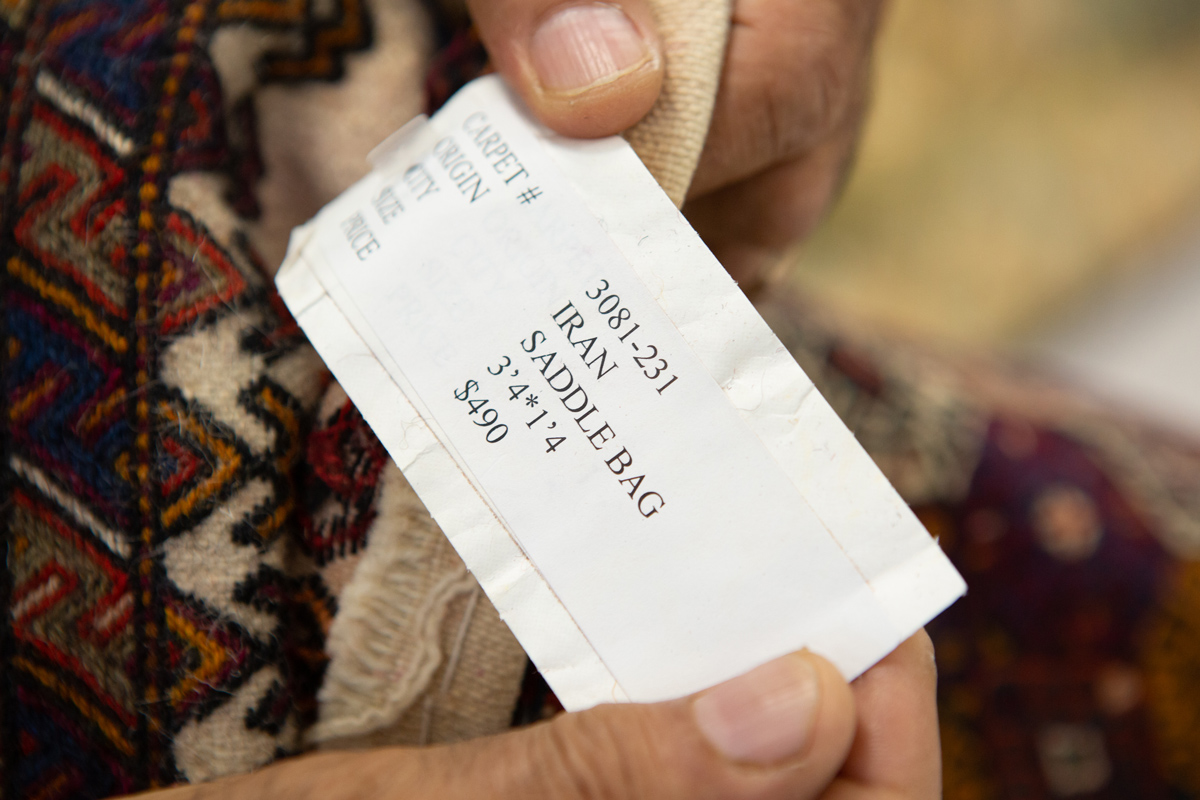 CARPET # 3081-231
ORIGIN IRAN
CITY SADDLE BAG
SIZE 3'4*1'4
PRICE $490